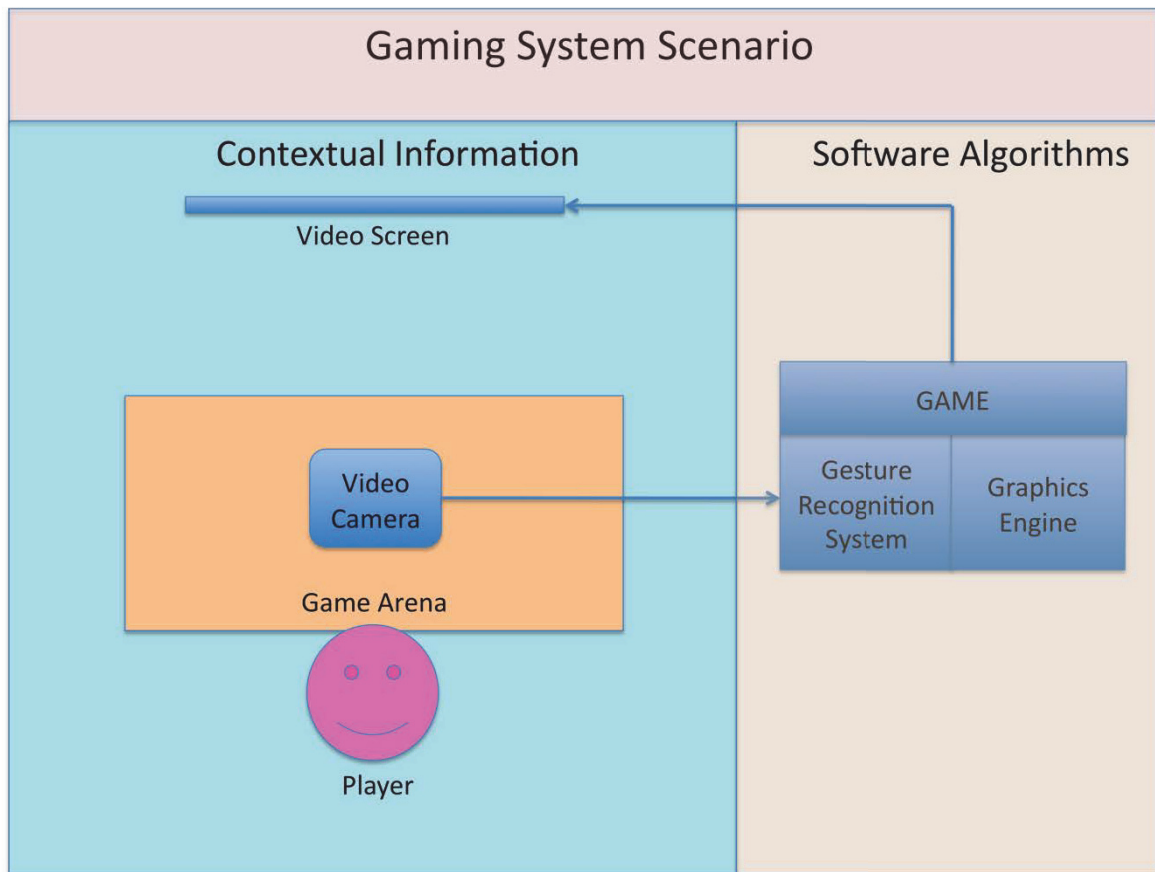 Gaming System Scenario
Contextual Information
Software Algorithms
Video Screen
GAME
Video
Camera
Gesture
Recognition
System
Graphics
Engine
Game Arena
Player